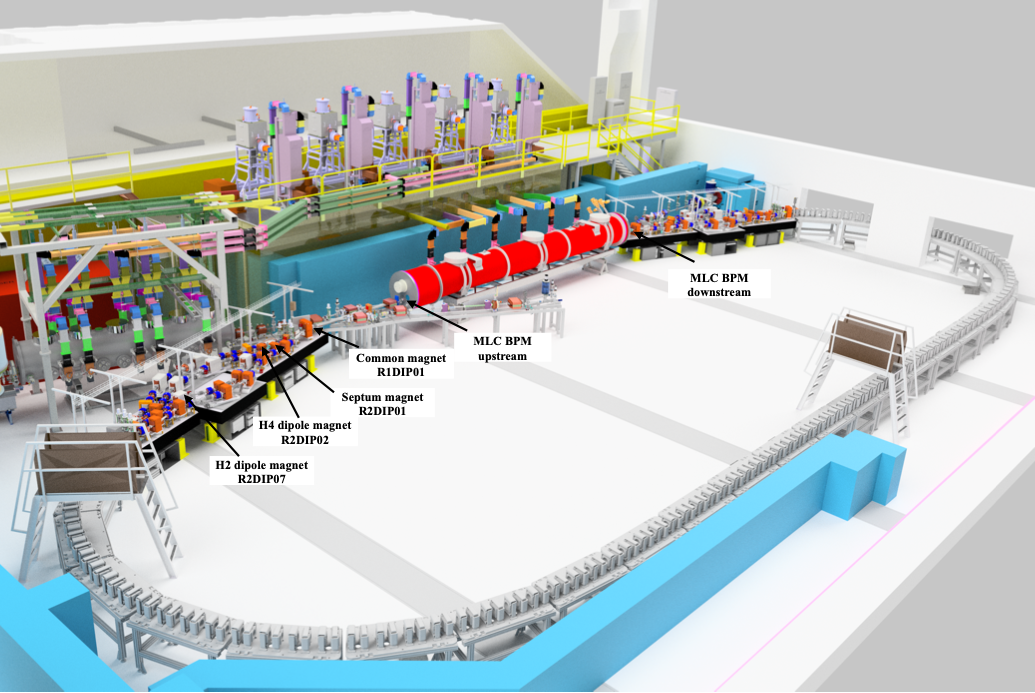 MLC BPM
downstream
MLC BPM
upstream
Common magnet
R1DIP01
Septum magnet
R2DIP01
H4 dipole magnet
R2DIP02
H2 dipole magnet
R2DIP07